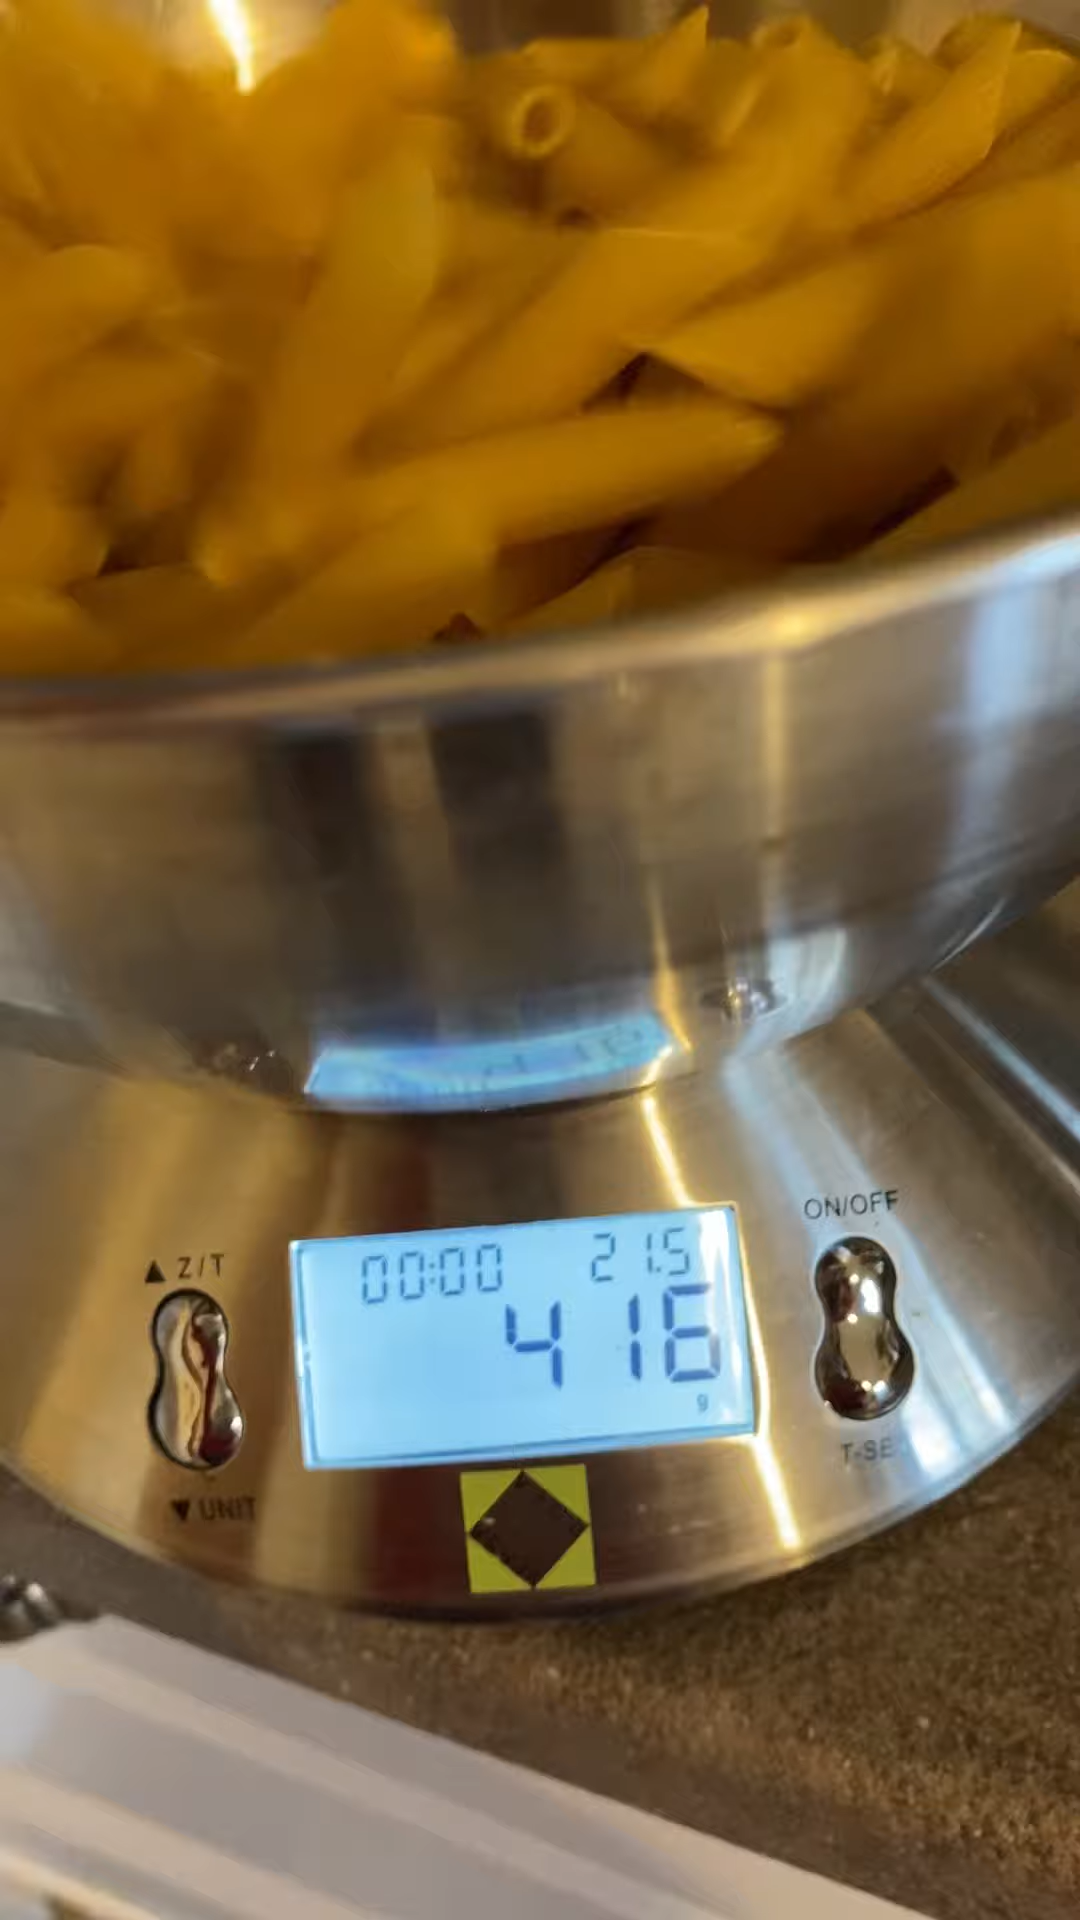 ON/OFF
▲ Z/T
00:00 21.5
416
g
T-SE
▼ UNIT